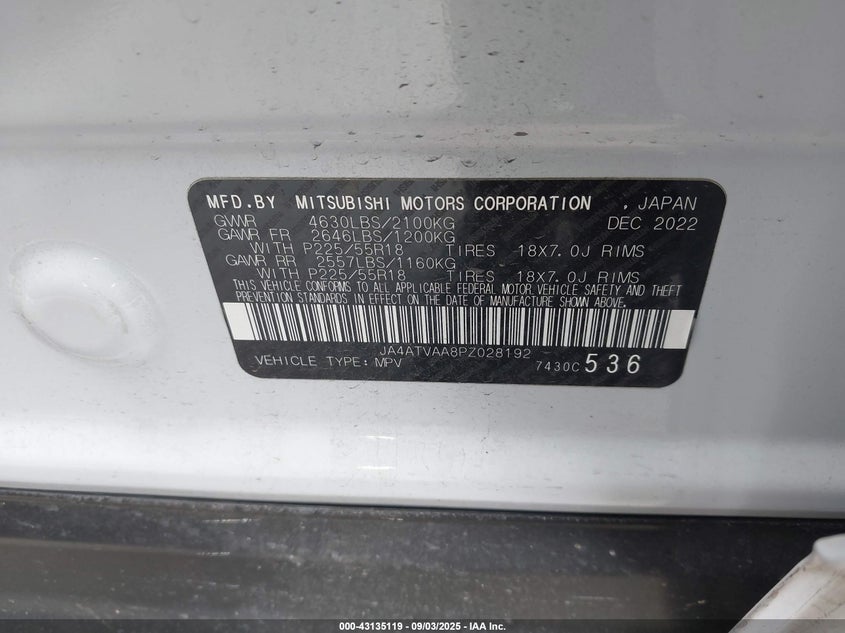 MFD.BY MITSUBISHI MOTORS CORPORATION , JAPAN
GVWR 4630LBS/2100KG DEC 2022
GAWR FR 2646LBS/1200KG
WITH P225/55R18 TIRES 18X7.0J RIMS
GAWR RR 2557LBS/1160KG
WITH P225/55R18 TIRES 18X7.0J RIMS
THIS VEHICLE CONFORMS TO ALL APPLICABLE FEDERAL MOTOR VEHICLE SAFETY AND THEFT
PREVENTION STANDARDS IN EFFECT ON THE DATE OF MANUFACTURE SHOWN ABOVE.
JA4ATVAA8PZ028192
VEHICLE TYPE: MPV 7430C 536
000-43135119 - 09/03/2025 - IAA Inc.